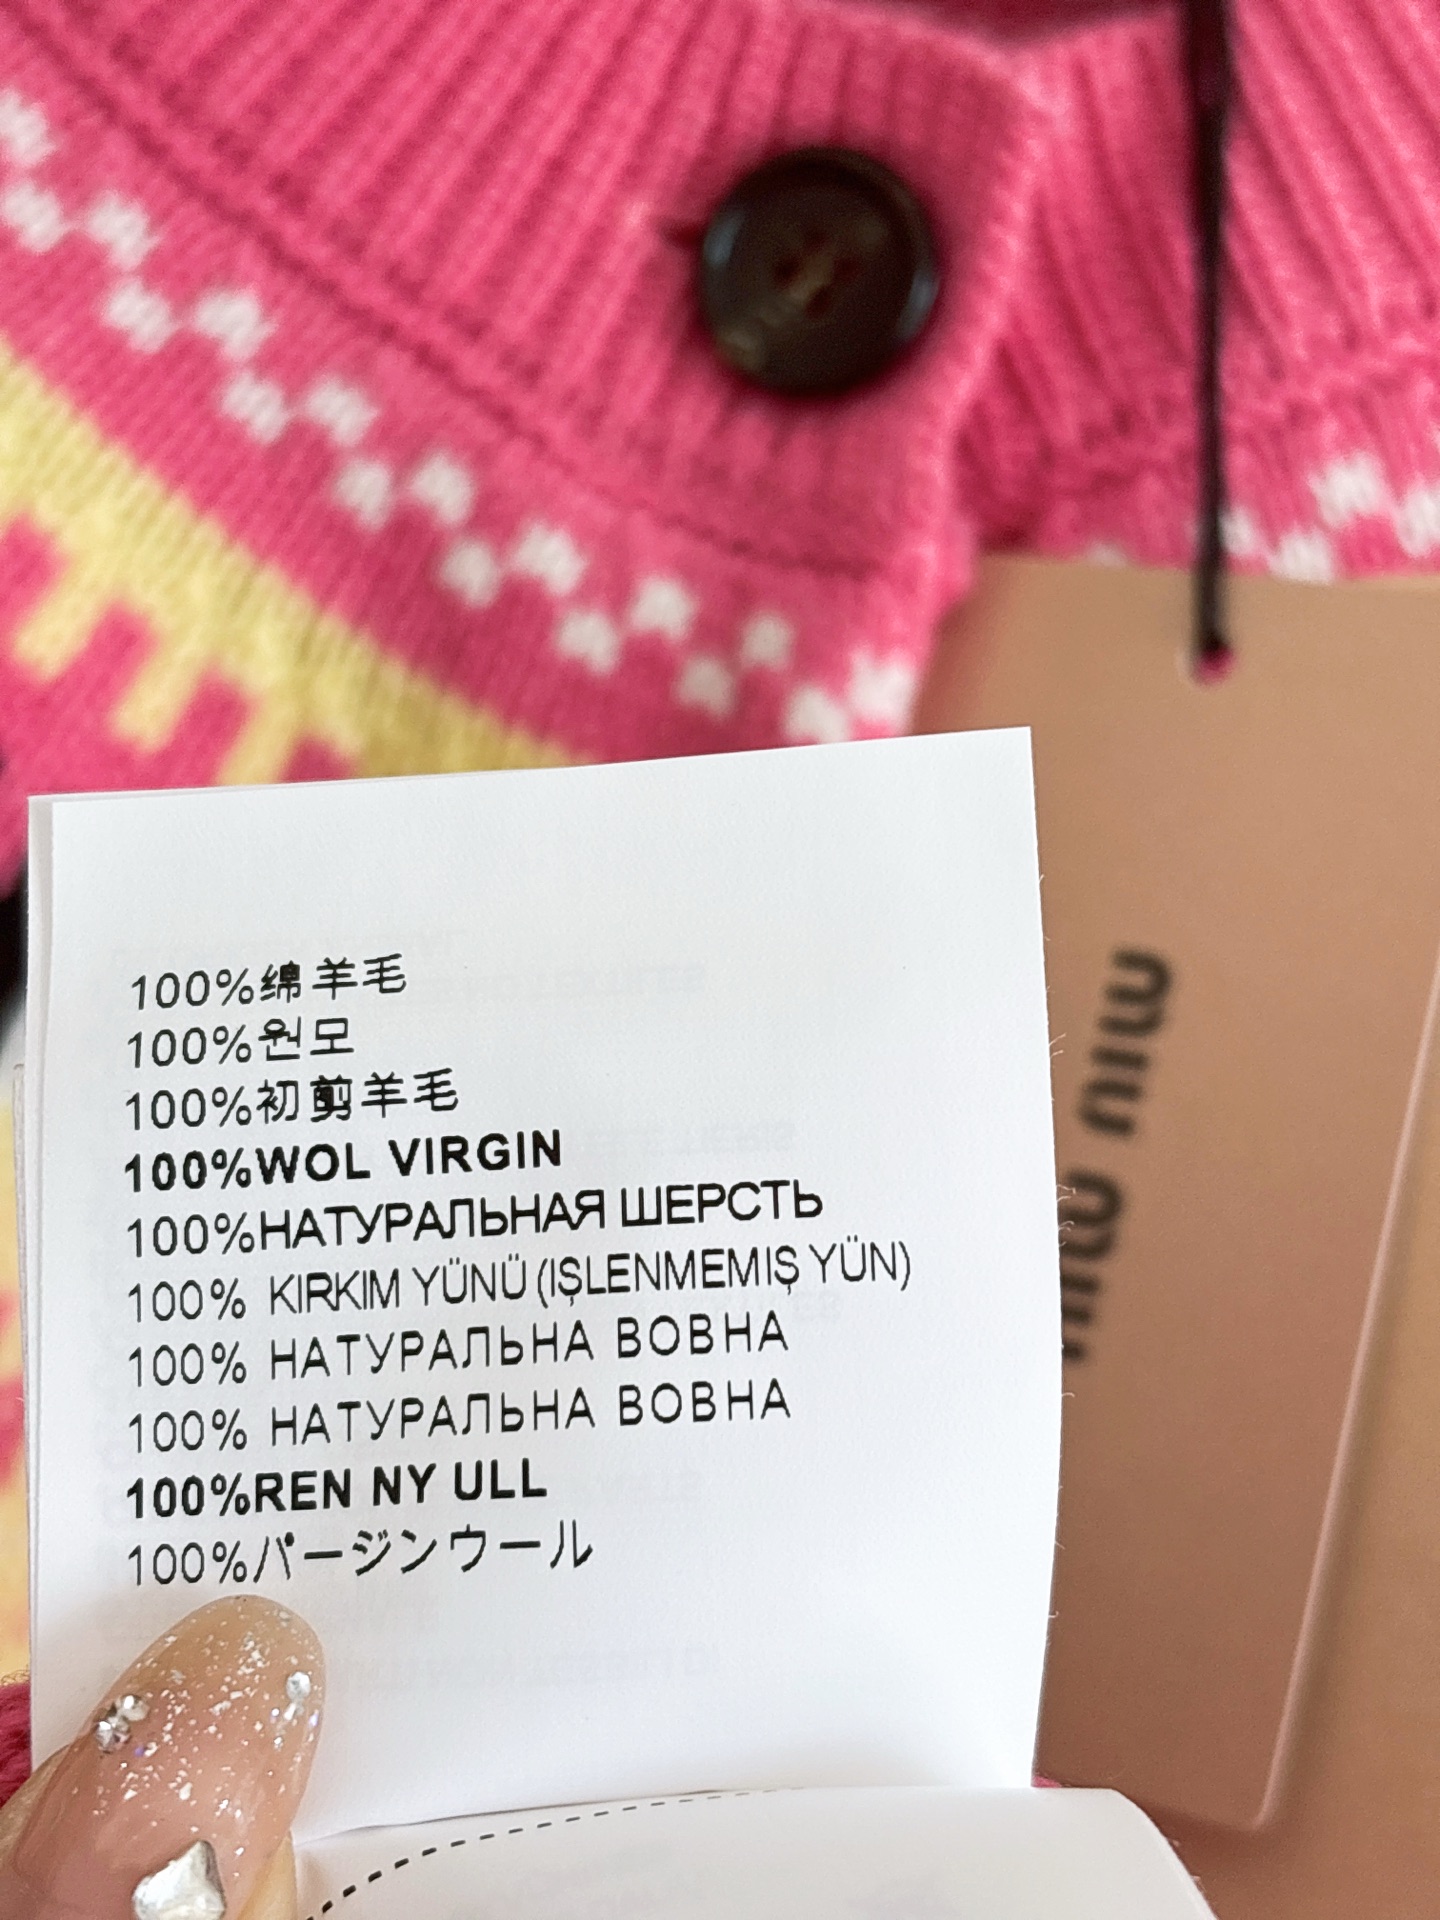 100%绵羊毛
100%원모
100%初剪羊毛
100%WOL VIRGIN
100%НАТУРАЛЬНАЯ ШЕРСТЬ
100% KIRKIM YÜNÜ (IŞLENMEMIŞ YÜN)
100% НАТУРАЛЬНА ВОВНА
100% НАТУРАЛЬНА ВОВНА
100%REN NY ULL
100%バージンウール
miu miu